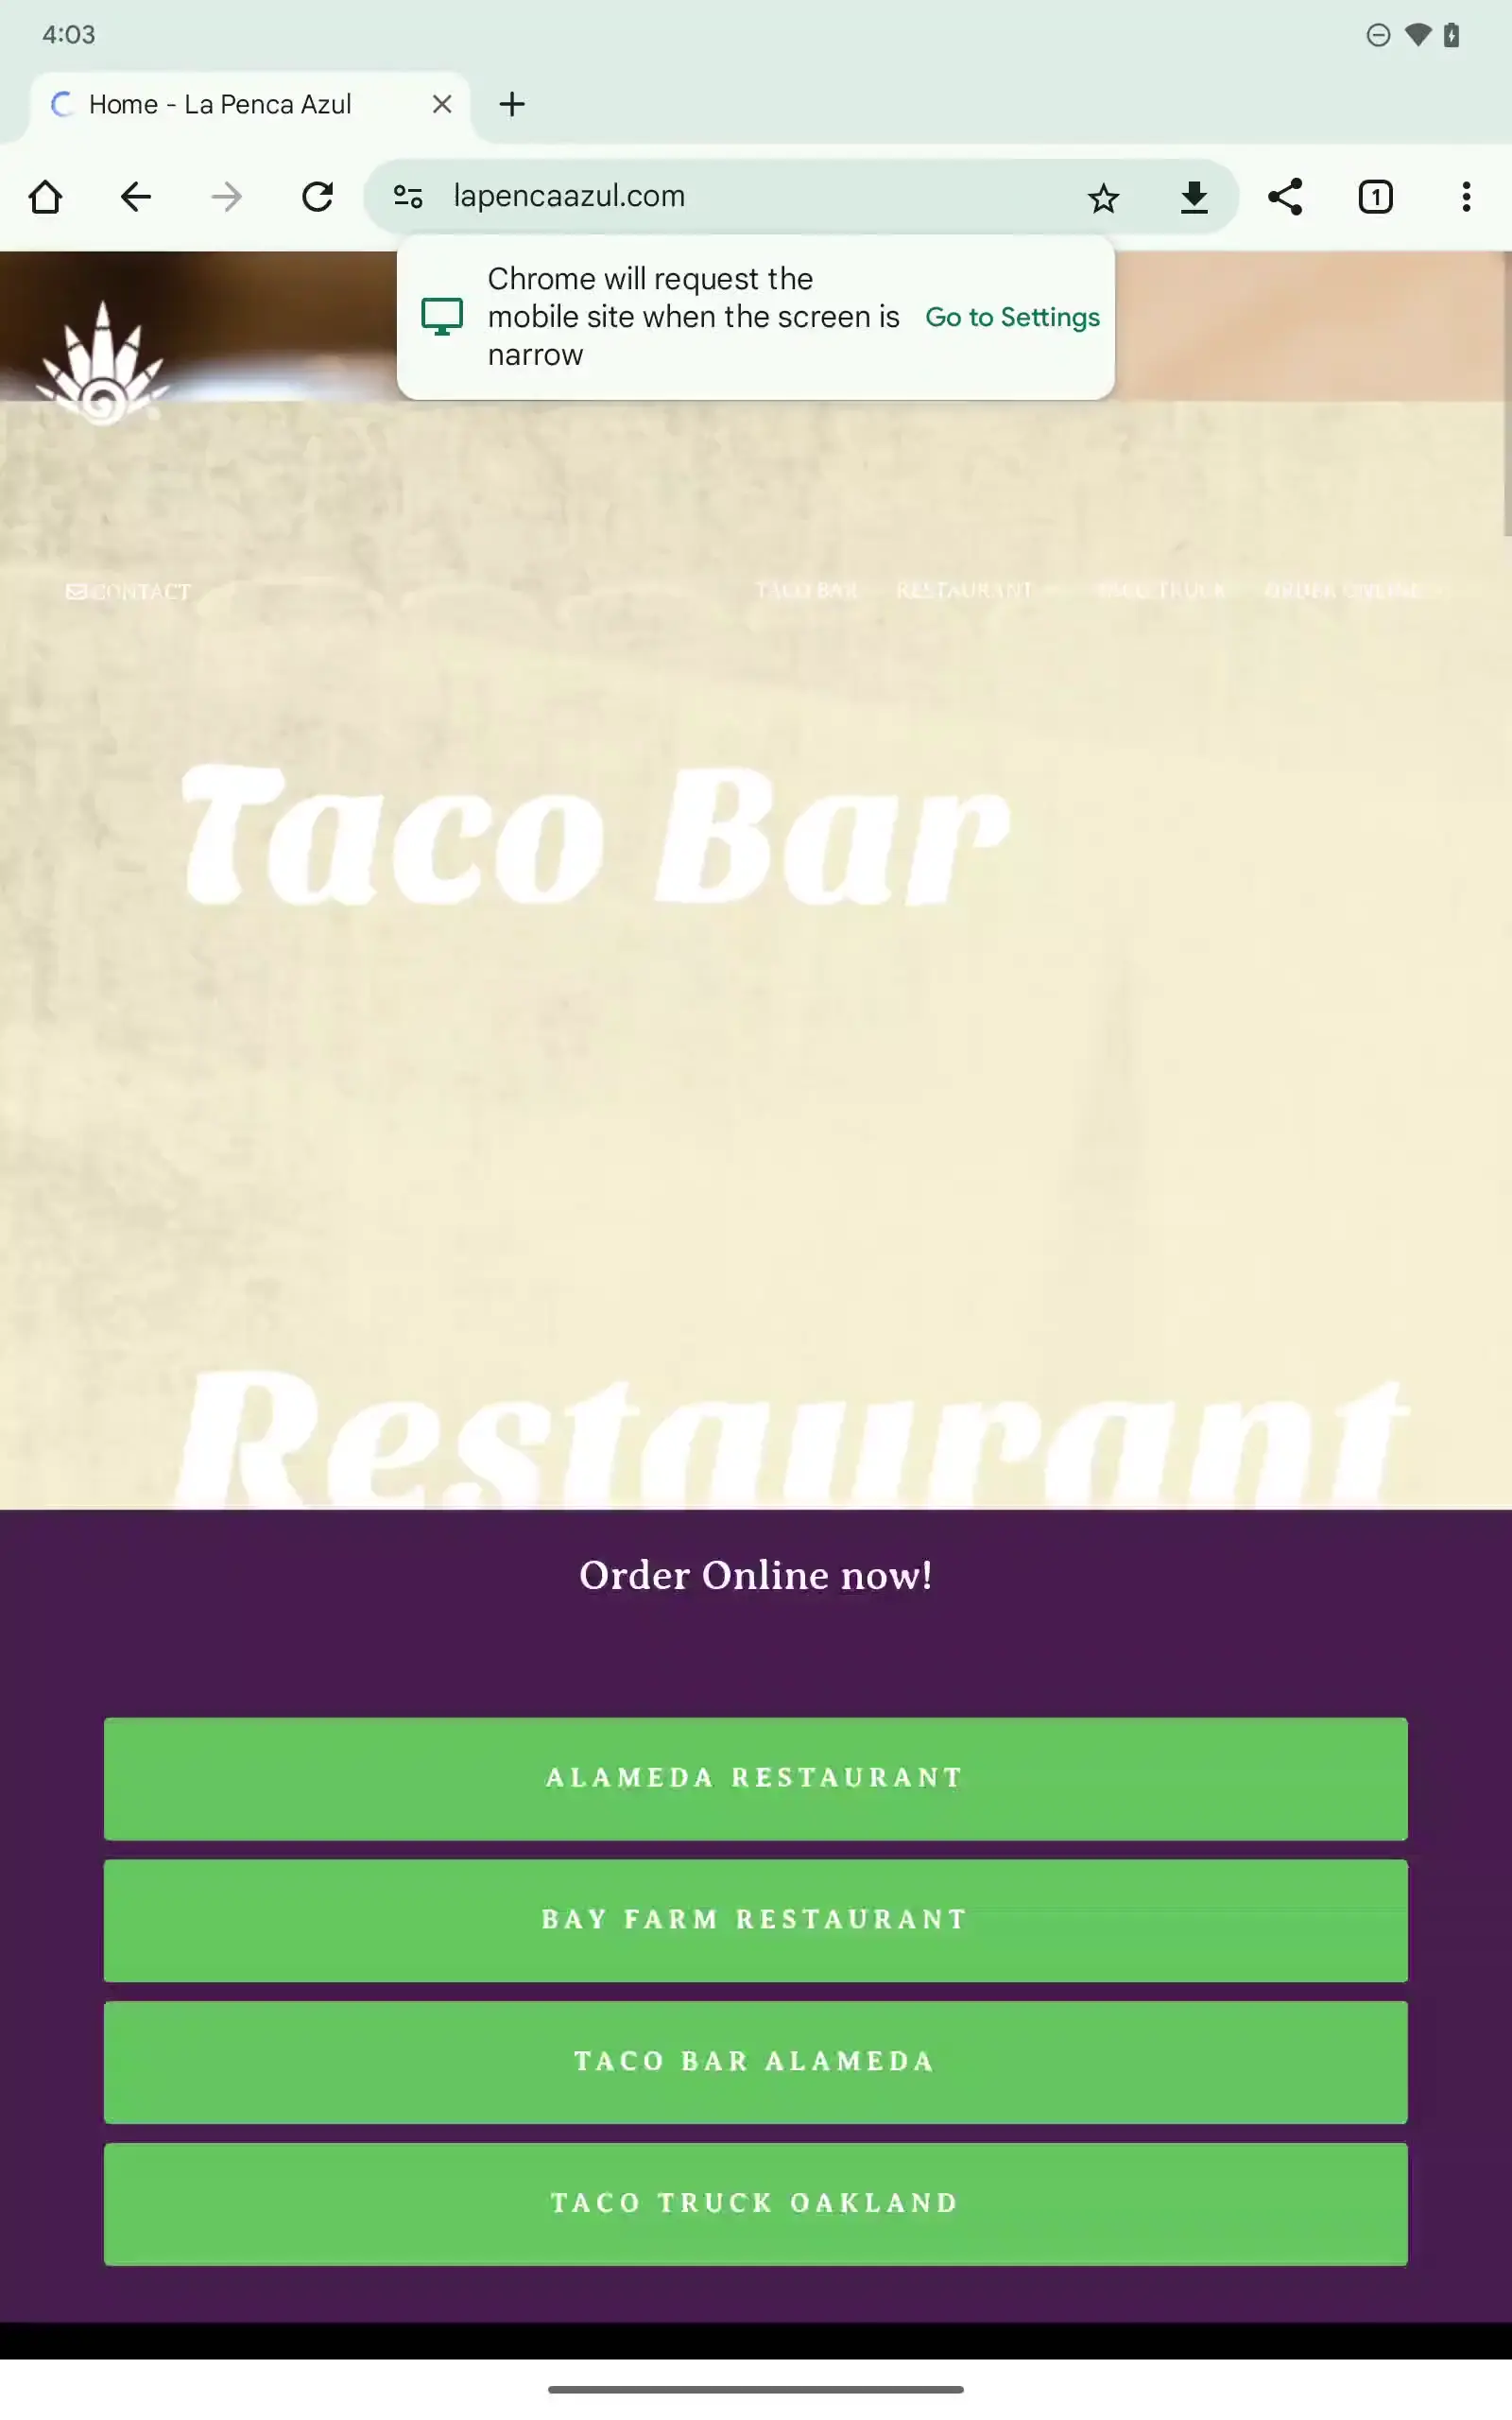 4:03
Home - La Penca Azul
lapencaazul.com
1
Chrome will request the
mobile site when the screen is
narrow
Go to Settings
CONTACT
TACO BAR RESTAURANT TACO TRUCK ORDER ONLINE
Taco Bar
Restaurant
Order Online now!
ALAMEDA RESTAURANT
BAY FARM RESTAURANT
TACO BAR ALAMEDA
TACO TRUCK OAKLAND